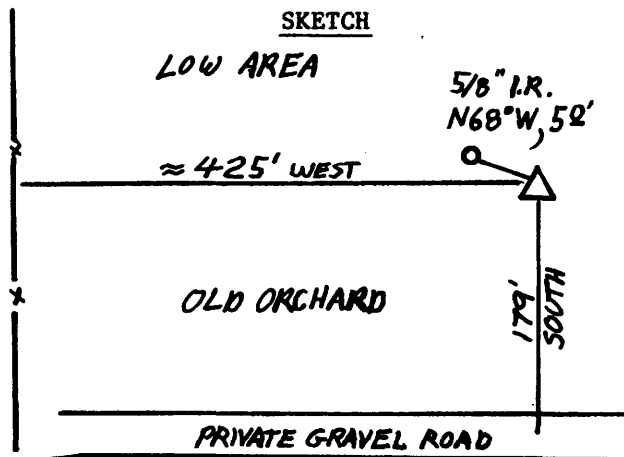 SKETCH
LOW AREA
5/8" I.R.
N68°W, 52'
≈ 425' WEST
OLD ORCHARD
179'
SOUTH
PRIVATE GRAVEL ROAD